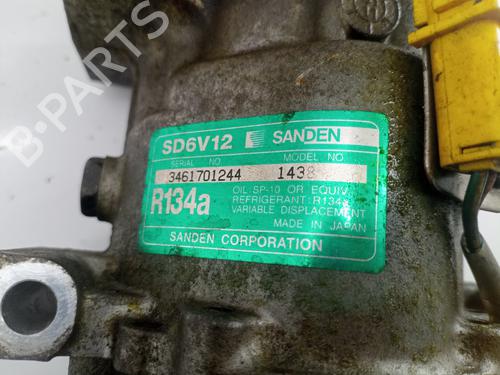 SD6V12 SANDEN
SERIAL NO. MODEL NO.
3461701244 1438
R134a
OIL:SP-10 OR EQUIV.
REFRIGERANT:R134a
VARIABLE DISPLACEMENT
MADE IN JAPAN
SANDEN CORPORATION
B-PARTS